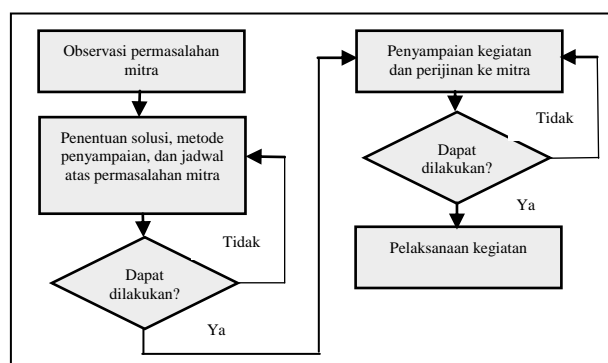 Observasi permasalahan
mitra
Penentuan solusi, metode
penyampaian, dan jadwal
atas permasalahan mitra
Tidak
Dapat
dilakukan?
Ya
Penyampaian kegiatan
dan perijinan ke mitra
Tidak
Dapat
dilakukan?
Ya
Pelaksanaan kegiatan